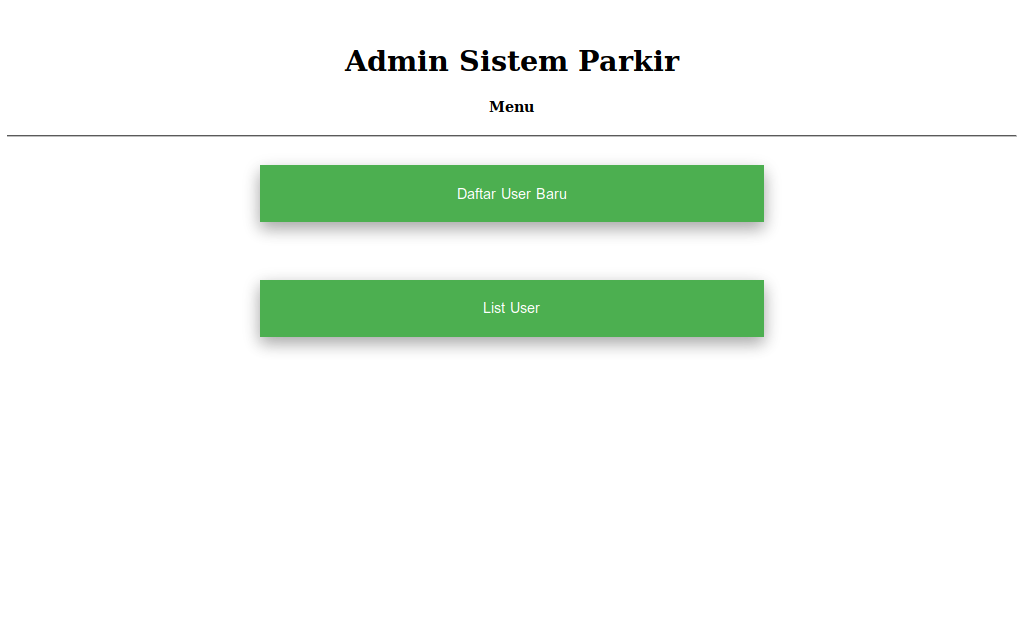 Admin Sistem Parkir
Menu
Daftar User Baru
List User